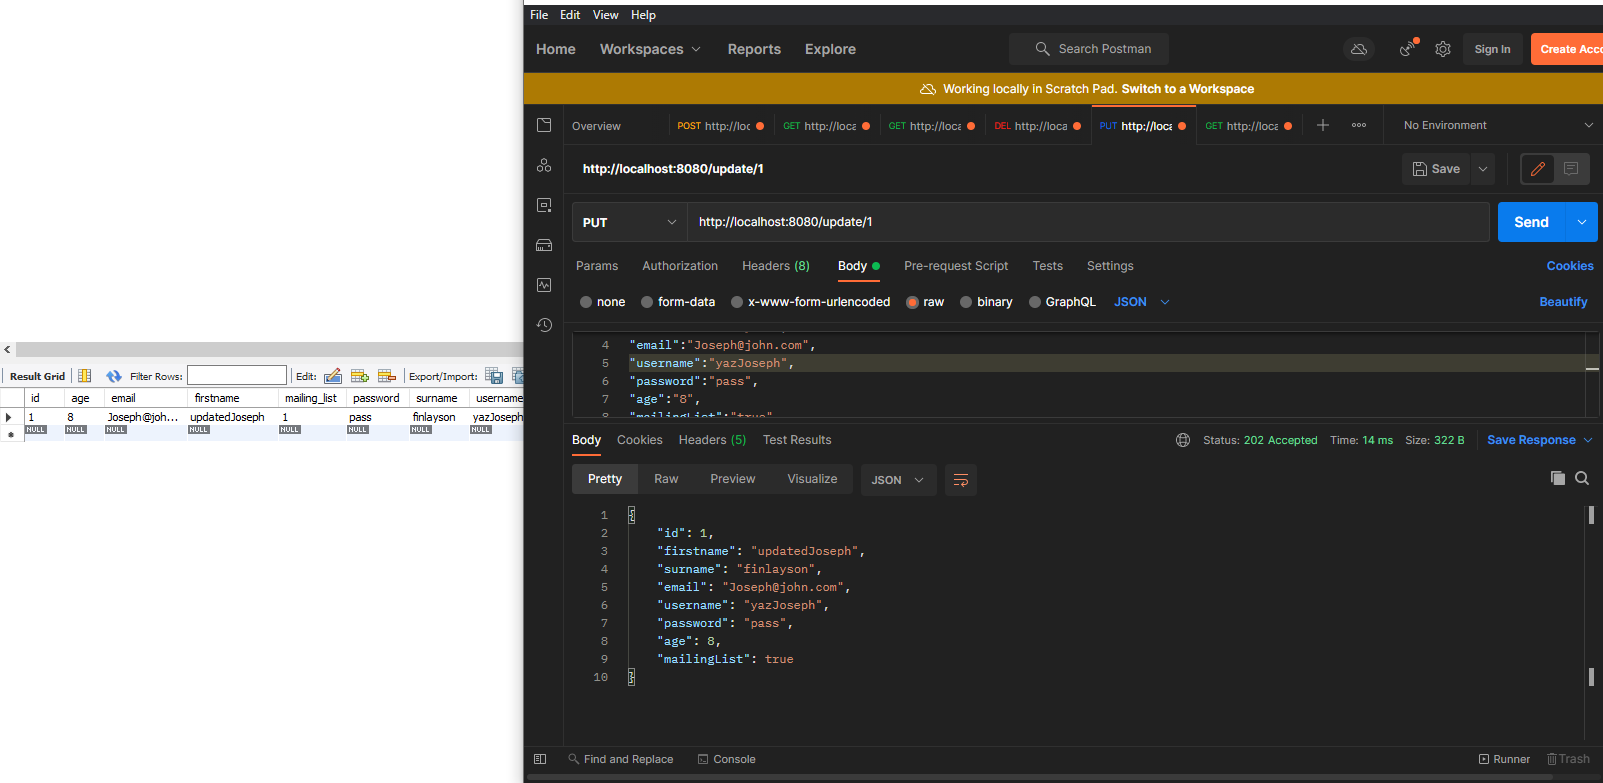 File Edit View Help
Home Workspaces Reports Explore Search Postman Sign In Create Acc
Working locally in Scratch Pad. Switch to a Workspace
Overview POST http://loc GET http://loca GET http://loca DEL http://loca PUT http://loca GET http://loca No Environment
http://localhost:8080/update/1 Save
PUT http://localhost:8080/update/1 Send
Params Authorization Headers (8) Body Pre-request Script Tests Settings Cookies
none form-data x-www-form-urlencoded raw binary GraphQL JSON Beautify
4 "email":"Joseph@john.com",
5 "username":"yazJoseph",
6 "password":"pass",
7 "age":"8",
8 "mailingList":"true"
Result Grid Filter Rows: Edit: Export/Import:
id age email firstname mailing_list password surname username
1 8 Joseph@joh... updatedJoseph 1 pass finlayson yazJoseph
NULL NULL NULL NULL NULL NULL NULL NULL
Body Cookies Headers (5) Test Results Status: 202 Accepted Time: 14 ms Size: 322 B Save Response
Pretty Raw Preview Visualize JSON
1 {
2 "id": 1,
3 "firstname": "updatedJoseph",
4 "surname": "finlayson",
5 "email": "Joseph@john.com",
6 "username": "yazJoseph",
7 "password": "pass",
8 "age": 8,
9 "mailingList": true
10 }
Find and Replace Console Runner Trash